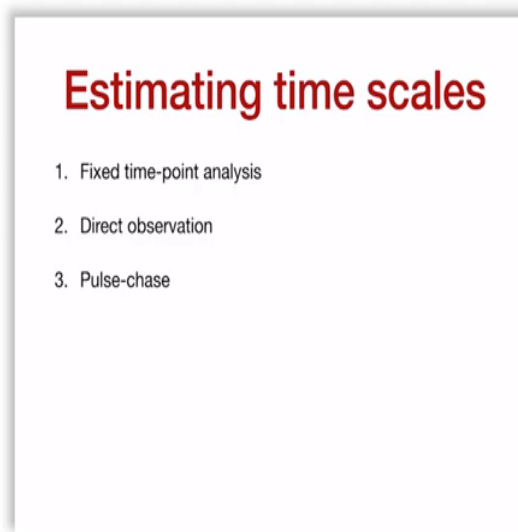 Estimating time scales
1. Fixed time-point analysis
2. Direct observation
3. Pulse-chase